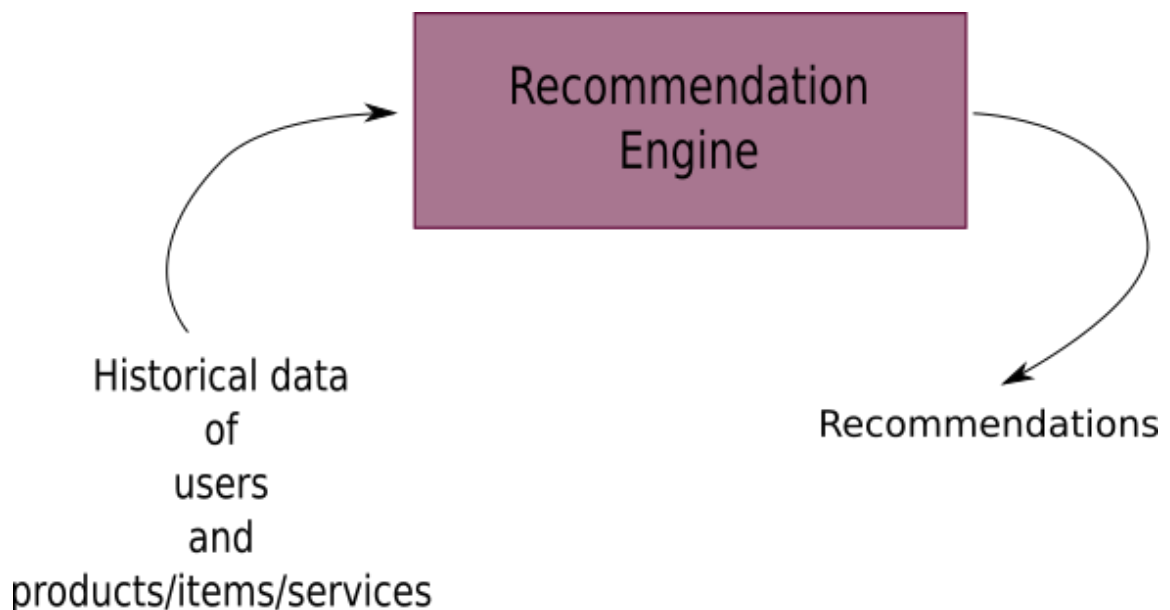 Recommendation
Engine
Historical data
of
users
and
products/items/services
Recommendations